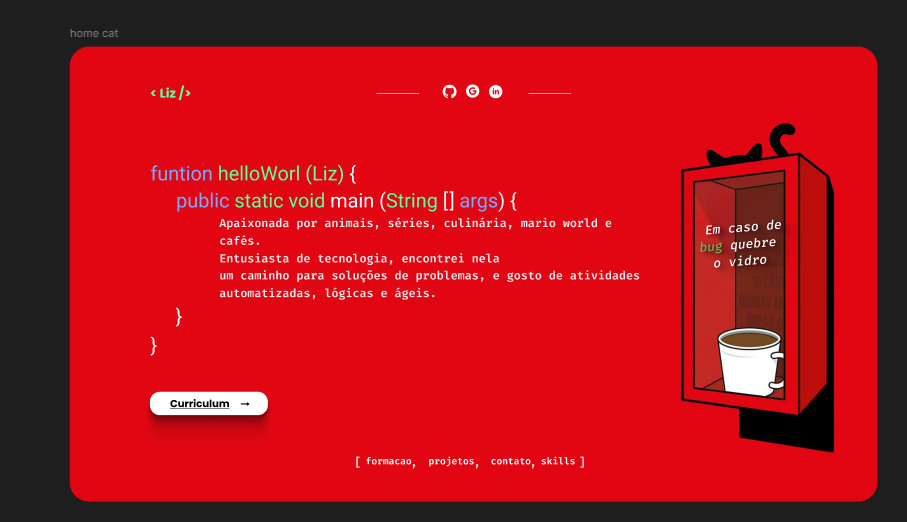 home cat
< Liz />
funtion helloWorl (Liz) {
public static void main (String [] args) {
Apaixonada por animais, séries, culinária, mario world e
cafés.
Entusiasta de tecnologia, encontrei nela
um caminho para soluções de problemas, e gosto de atividades
automatizadas, lógicas e ágeis.
}
}
Em caso de
bug quebre
o vidro
Curriculum →
[ formacao, projetos, contato, skills ]